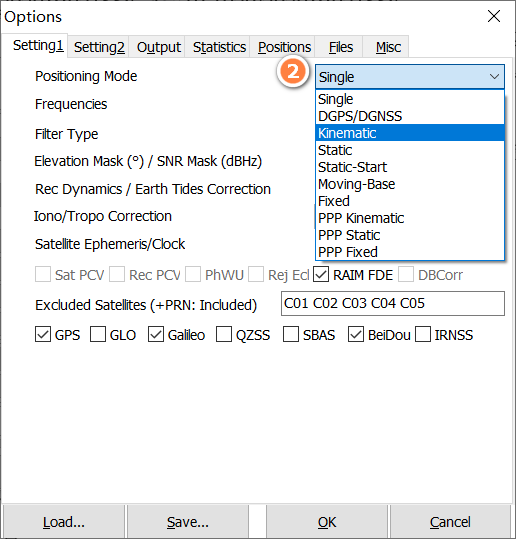 Options
Setting1 Setting2 Output Statistics Positions Files Misc
Positioning Mode 2 Single
Frequencies Single
DGPS/DGNSS
Filter Type Kinematic
Static
Elevation Mask (°) / SNR Mask (dBHz) Static-Start
Rec Dynamics / Earth Tides Correction Moving-Base
Fixed
Iono/Tropo Correction PPP Kinematic
PPP Static
Satellite Ephemeris/Clock PPP Fixed
Sat PCV Rec PCV PhWU Rej Ecl RAIM FDE DBCorr
Excluded Satellites (+PRN: Included) C01 C02 C03 C04 C05
GPS GLO Galileo QZSS SBAS BeiDou IRNSS
Load... Save... OK Cancel